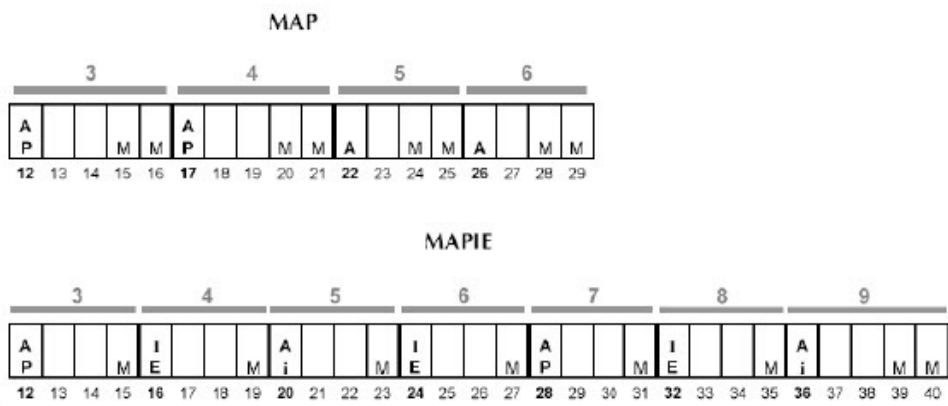 MAP
3 4 5 6
A A
P M M P M M A M M A M M
12 13 14 15 16 17 18 19 20 21 22 23 24 25 26 27 28 29
MAPIE
3 4 5 6 7 8 9
A I A I A I A
P M E M i M E M P M E M i M M
12 13 14 15 16 17 18 19 20 21 22 23 24 25 26 27 28 29 30 31 32 33 34 35 36 37 38 39 40